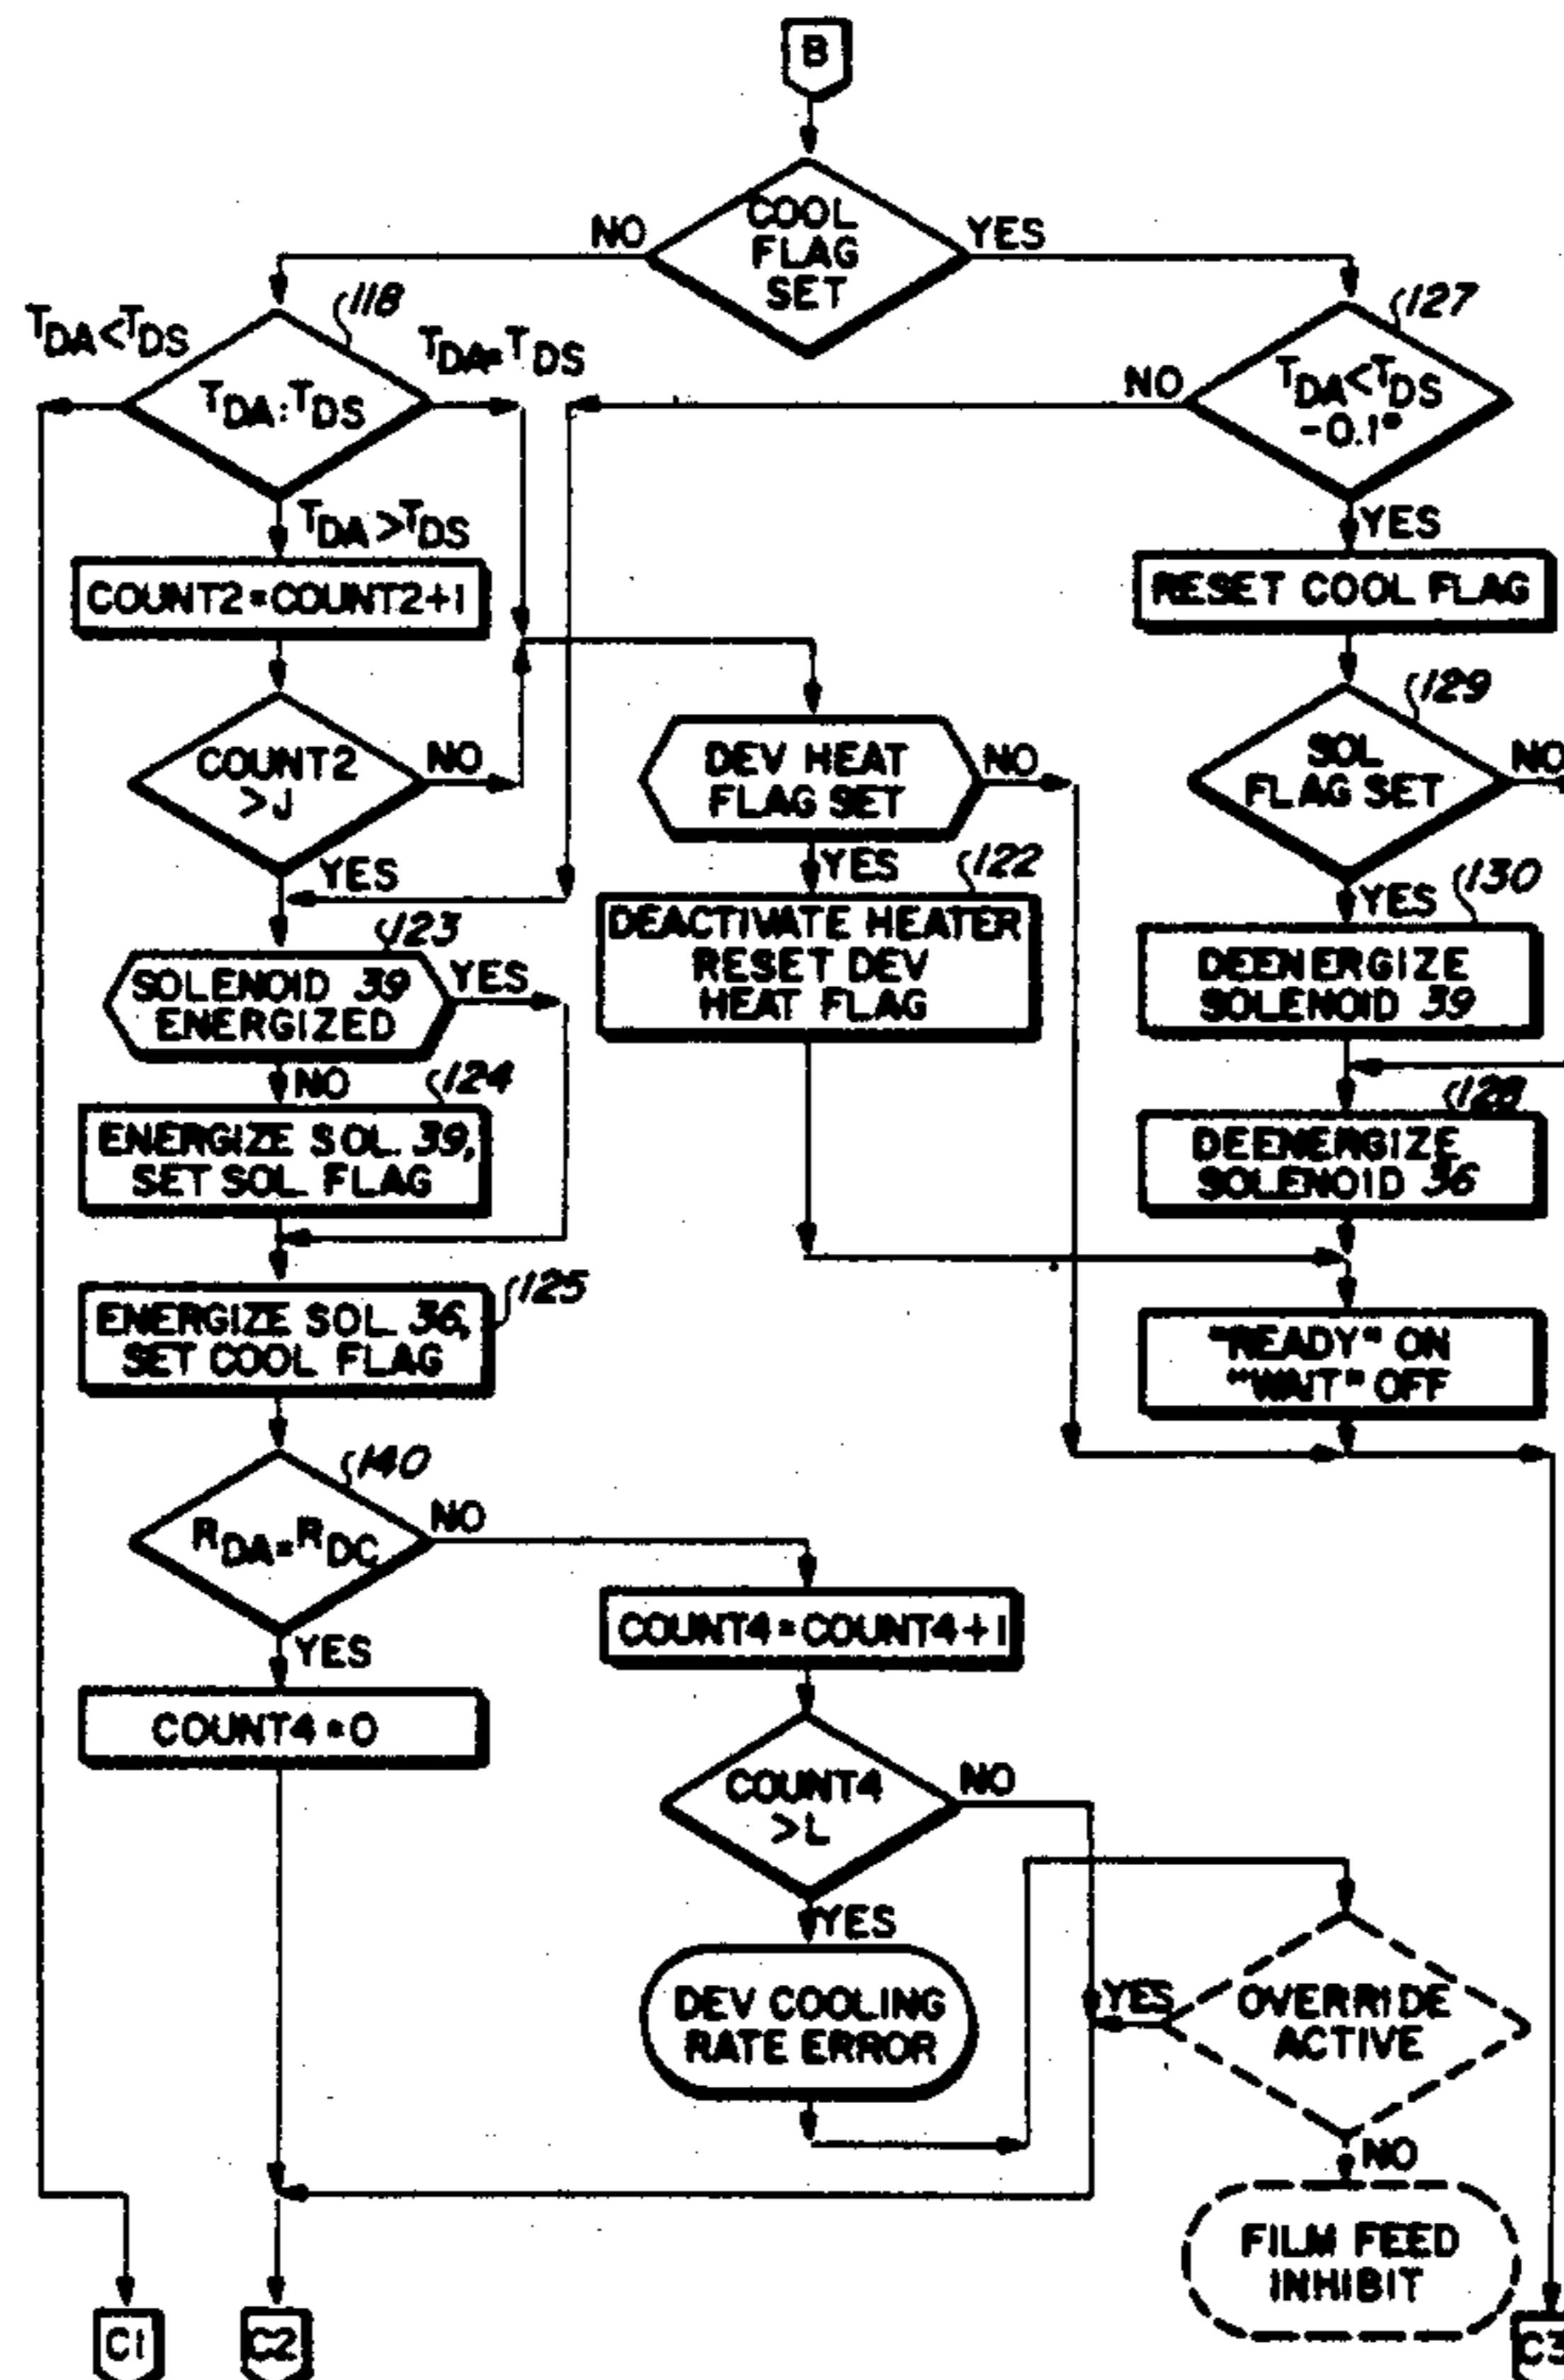 B
COOL
FLAG
SET
NO
YES
118
127
TDA<TDS
TDA=TDS
TDA:TDS
TDA>TDS
NO
TDA<TDS
-0.1°
YES
COUNT2=COUNT2+1
RESET COOL FLAG
129
COUNT2
>J
NO
YES
DEV HEAT
FLAG SET
NO
YES
SOL
FLAG SET
NO
YES
122
130
DEACTIVATE HEATER
RESET DEV
HEAT FLAG
123
SOLENOID 39
ENERGIZED
YES
NO
DEENERGIZE
SOLENOID 39
124
128
ENERGIZE SOL. 39,
SET SOL. FLAG
DEENERGIZE
SOLENOID 36
125
ENERGIZE SOL. 36,
SET COOL FLAG
"READY" ON
"WAIT" OFF
140
RDA=RDC
NO
YES
COUNT4=COUNT4+1
COUNT4=0
COUNT4
>L
NO
YES
DEV COOLING
RATE ERROR
YES
OVERRIDE
ACTIVE
NO
FILM FEED
INHIBIT
C1
C2
C3